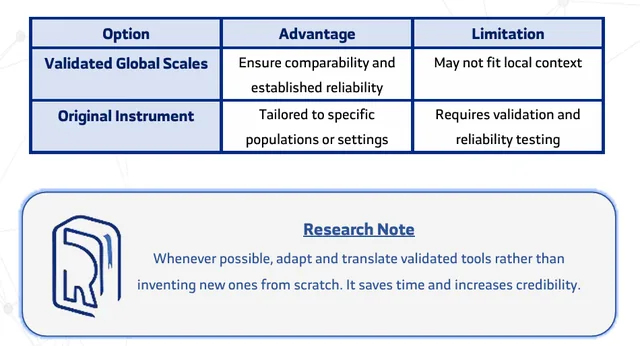 Option Advantage Limitation
Validated Global Scales Ensure comparability and May not fit local context
established reliability
Original Instrument Tailored to specific Requires validation and
populations or settings reliability testing
Research Note
Whenever possible, adapt and translate validated tools rather than
inventing new ones from scratch. It saves time and increases credibility.